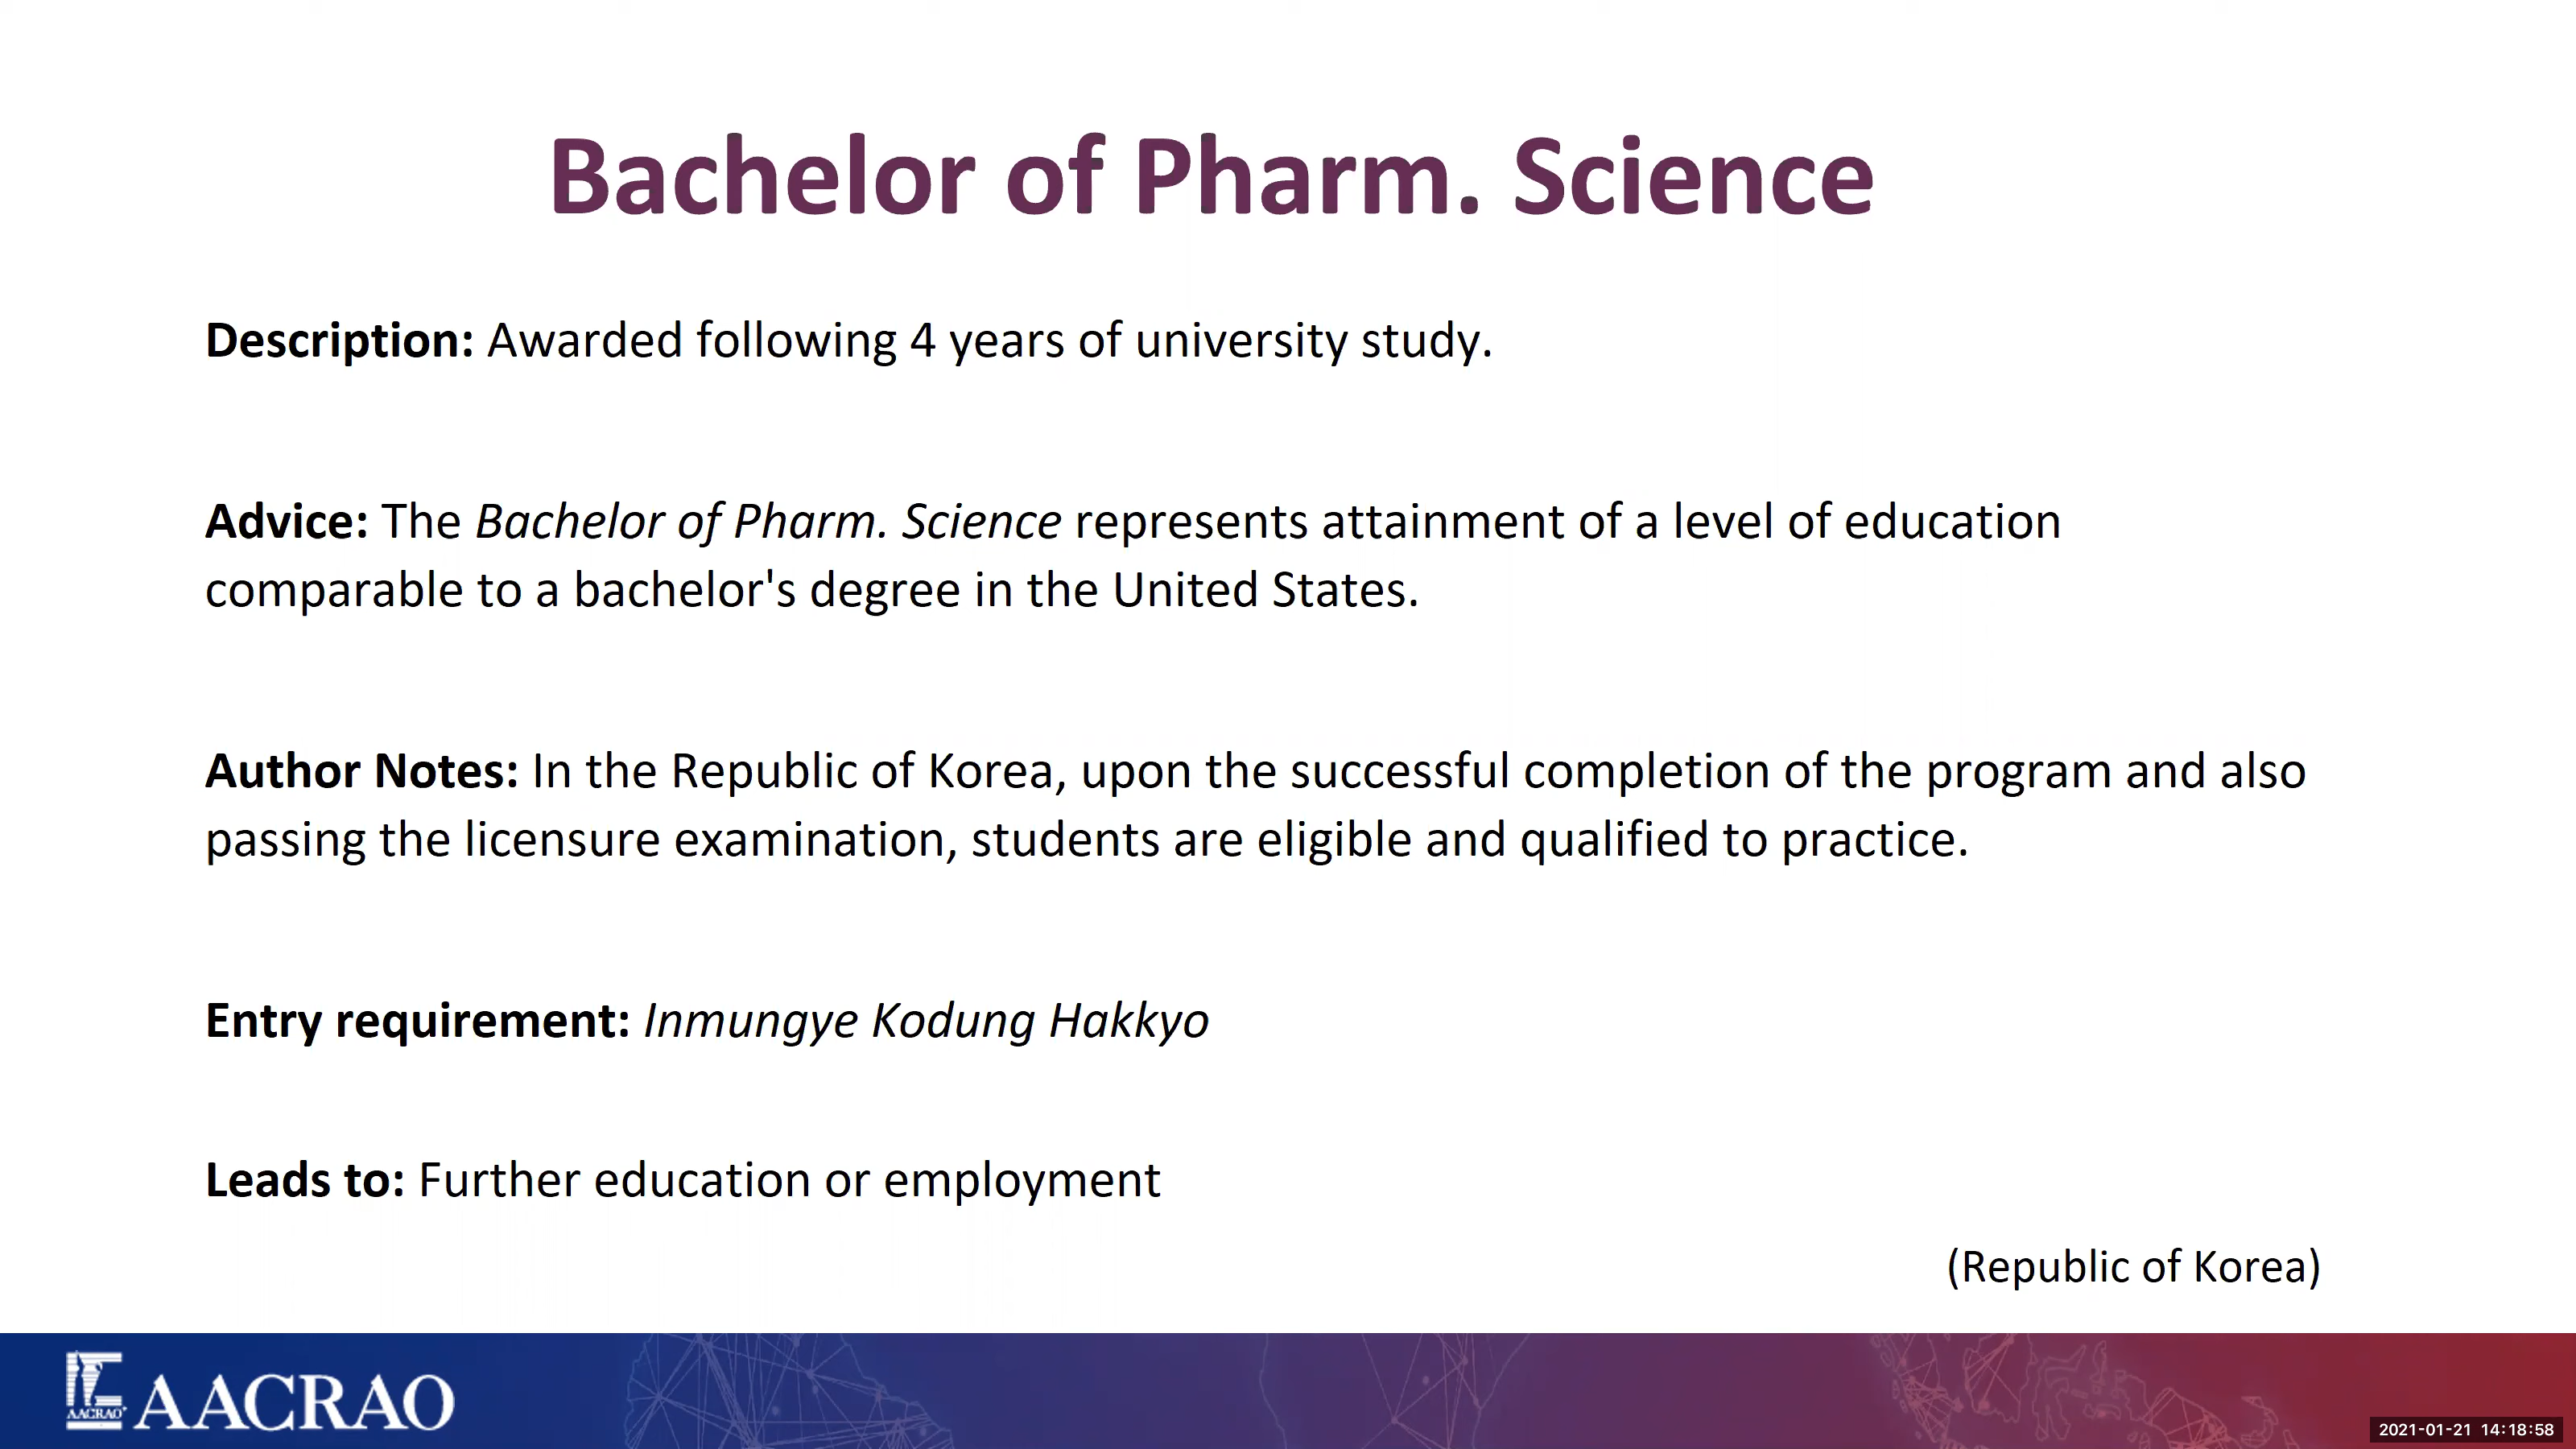 Bachelor of Pharm. Science
Description: Awarded following 4 years of university study.
Advice: The Bachelor of Pharm. Science represents attainment of a level of education
comparable to a bachelor's degree in the United States.
Author Notes: In the Republic of Korea, upon the successful completion of the program and also
passing the licensure examination, students are eligible and qualified to practice.
Entry requirement: Inmungye Kodung Hakkyo
Leads to: Further education or employment
(Republic of Korea)
AACRAO
AACRAO
2021-01-21 14:18:58